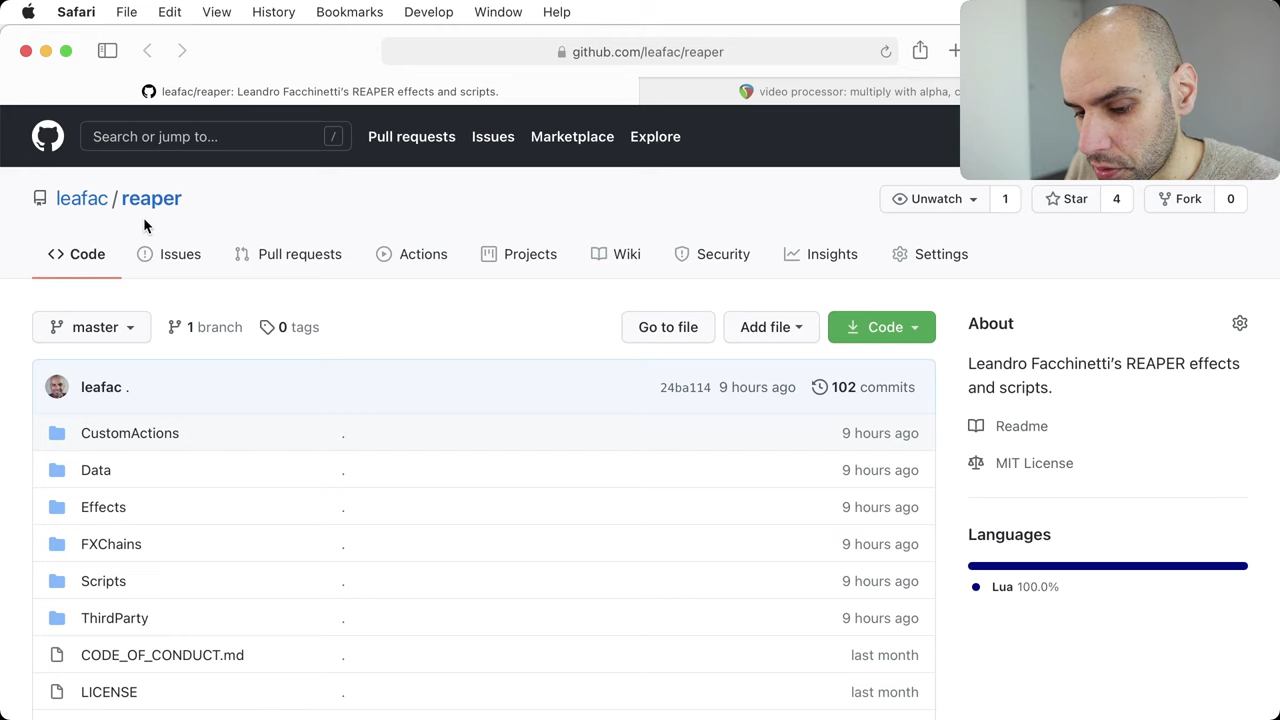 Safari File Edit View History Bookmarks Develop Window Help
github.com/leafac/reaper
leafac/reaper: Leandro Facchinetti's REAPER effects and scripts.
video processor: multiply with alpha, c
Search or jump to... /
Pull requests Issues Marketplace Explore
leafac / reaper
Unwatch 1 Star 4 Fork 0
Code Issues Pull requests Actions Projects Wiki Security Insights Settings
master 1 branch 0 tags Go to file Add file Code
leafac . 24ba114 9 hours ago 102 commits
CustomActions . 9 hours ago
Data . 9 hours ago
Effects . 9 hours ago
FXChains . 9 hours ago
Scripts . 9 hours ago
ThirdParty . 9 hours ago
CODE_OF_CONDUCT.md . last month
LICENSE . last month
About
Leandro Facchinetti's REAPER effects
and scripts.
Readme
MIT License
Languages
Lua 100.0%